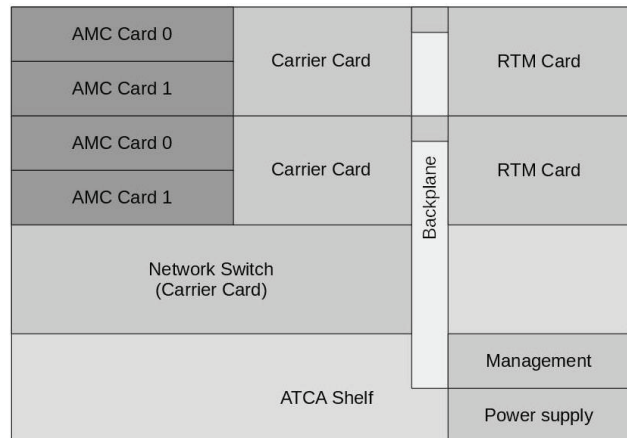 AMC Card 0
Carrier Card
RTM Card
AMC Card 1
AMC Card 0
Carrier Card
RTM Card
AMC Card 1
Backplane
Network Switch
(Carrier Card)
Management
ATCA Shelf
Power supply